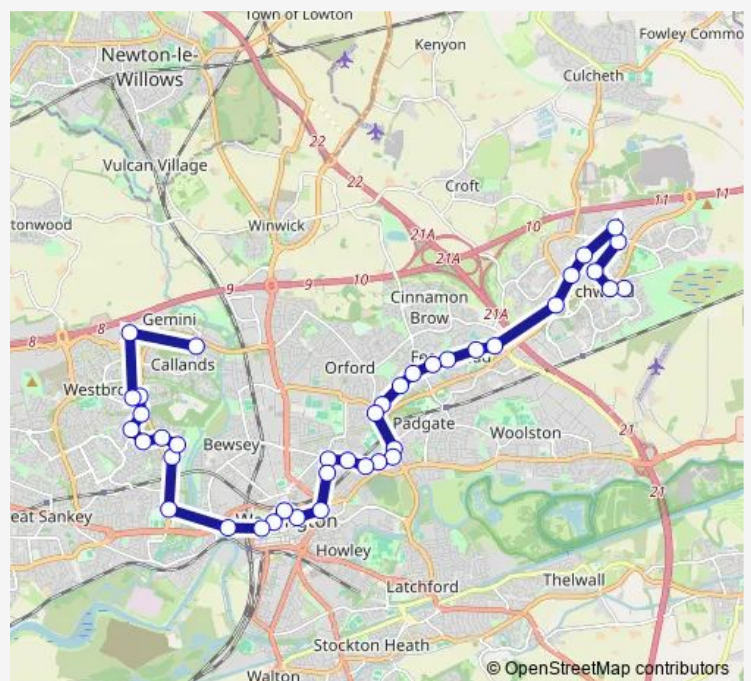 Town of Lowton
Fowley Commo
Kenyon
Newton-le-
Willows
Culcheth
22
Vulcan Village
22
Croft
11
11
tonwood
Winwick
10
21A
21A
9
9
10
Cinnamon
Brow
8
8
Gemini
21A
Callands
Orford
Westbro
Padgate
Woolston
Bewsey
21
21
eat Sankey
Howley
Latchford
Thelwall
Stockton Heath
Walton
© OpenStreetMap contributors